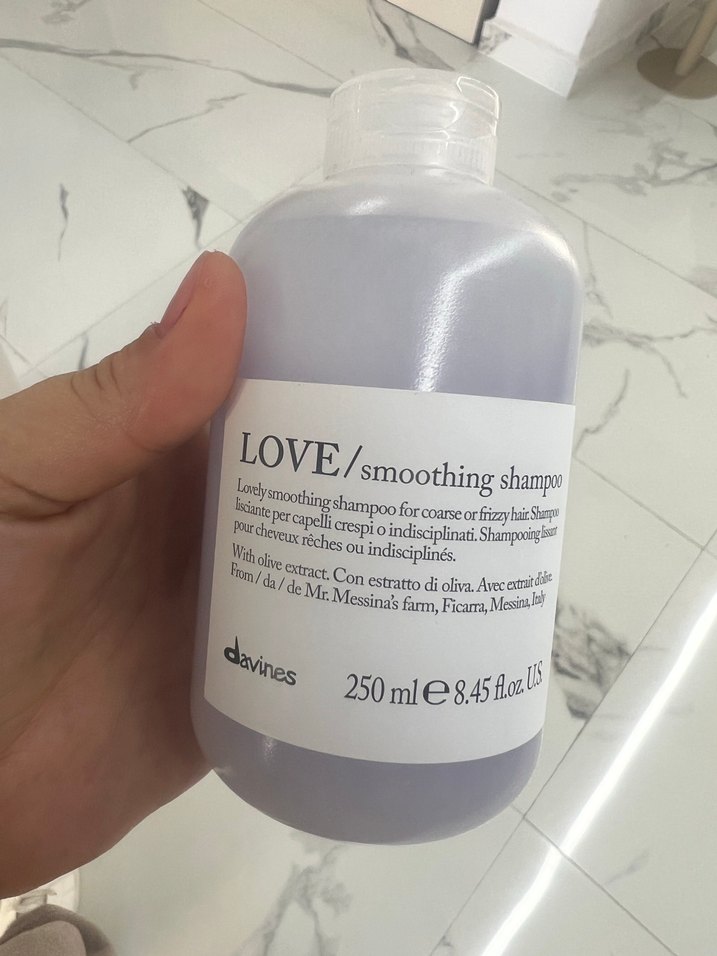 LOVE/smoothing shampoo
Lovely smoothing shampoo for coarse or frizzy hair. Shampoo
lisciante per capelli crespi o indisciplinati. Shampooing lissant
pour cheveux rêches ou indisciplinés.
With olive extract. Con estratto di oliva. Avec extrait d'olive.
From / da / de Mr. Messina's farm, Ficarra, Messina, Italy
davines
250 ml ℮ 8.45 fl.oz. U.S.